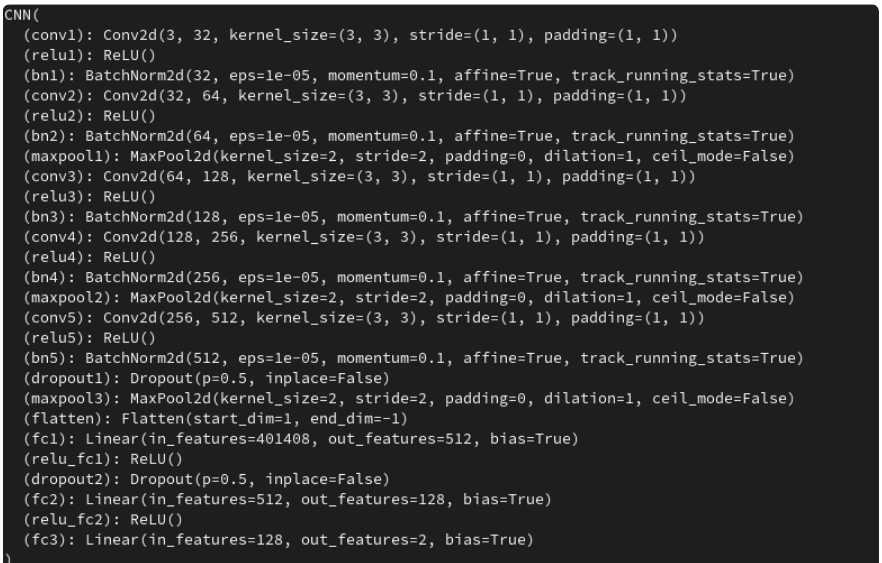 CNN(
  (conv1): Conv2d(3, 32, kernel_size=(3, 3), stride=(1, 1), padding=(1, 1))
  (relu1): ReLU()
  (bn1): BatchNorm2d(32, eps=1e-05, momentum=0.1, affine=True, track_running_stats=True)
  (conv2): Conv2d(32, 64, kernel_size=(3, 3), stride=(1, 1), padding=(1, 1))
  (relu2): ReLU()
  (bn2): BatchNorm2d(64, eps=1e-05, momentum=0.1, affine=True, track_running_stats=True)
  (maxpool1): MaxPool2d(kernel_size=2, stride=2, padding=0, dilation=1, ceil_mode=False)
  (conv3): Conv2d(64, 128, kernel_size=(3, 3), stride=(1, 1), padding=(1, 1))
  (relu3): ReLU()
  (bn3): BatchNorm2d(128, eps=1e-05, momentum=0.1, affine=True, track_running_stats=True)
  (conv4): Conv2d(128, 256, kernel_size=(3, 3), stride=(1, 1), padding=(1, 1))
  (relu4): ReLU()
  (bn4): BatchNorm2d(256, eps=1e-05, momentum=0.1, affine=True, track_running_stats=True)
  (maxpool2): MaxPool2d(kernel_size=2, stride=2, padding=0, dilation=1, ceil_mode=False)
  (conv5): Conv2d(256, 512, kernel_size=(3, 3), stride=(1, 1), padding=(1, 1))
  (relu5): ReLU()
  (bn5): BatchNorm2d(512, eps=1e-05, momentum=0.1, affine=True, track_running_stats=True)
  (dropout1): Dropout(p=0.5, inplace=False)
  (maxpool3): MaxPool2d(kernel_size=2, stride=2, padding=0, dilation=1, ceil_mode=False)
  (flatten): Flatten(start_dim=1, end_dim=-1)
  (fc1): Linear(in_features=401408, out_features=512, bias=True)
  (relu_fc1): ReLU()
  (dropout2): Dropout(p=0.5, inplace=False)
  (fc2): Linear(in_features=512, out_features=128, bias=True)
  (relu_fc2): ReLU()
  (fc3): Linear(in_features=128, out_features=2, bias=True)
)